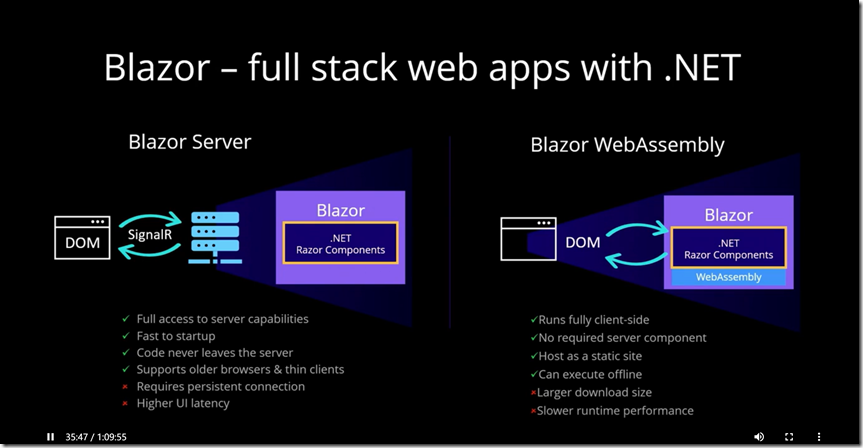 Blazor – full stack web apps with .NET
Blazor Server
DOM
SignalR
Blazor
.NET
Razor Components
✓ Full access to server capabilities
✓ Fast to startup
✓ Code never leaves the server
✓ Supports older browsers & thin clients
× Requires persistent connection
× Higher UI latency
Blazor WebAssembly
DOM
Blazor
.NET
Razor Components
WebAssembly
✓Runs fully client-side
✓No required server component
✓Host as a static site
✓Can execute offline
×Larger download size
×Slower runtime performance
35:47 / 1:09:55